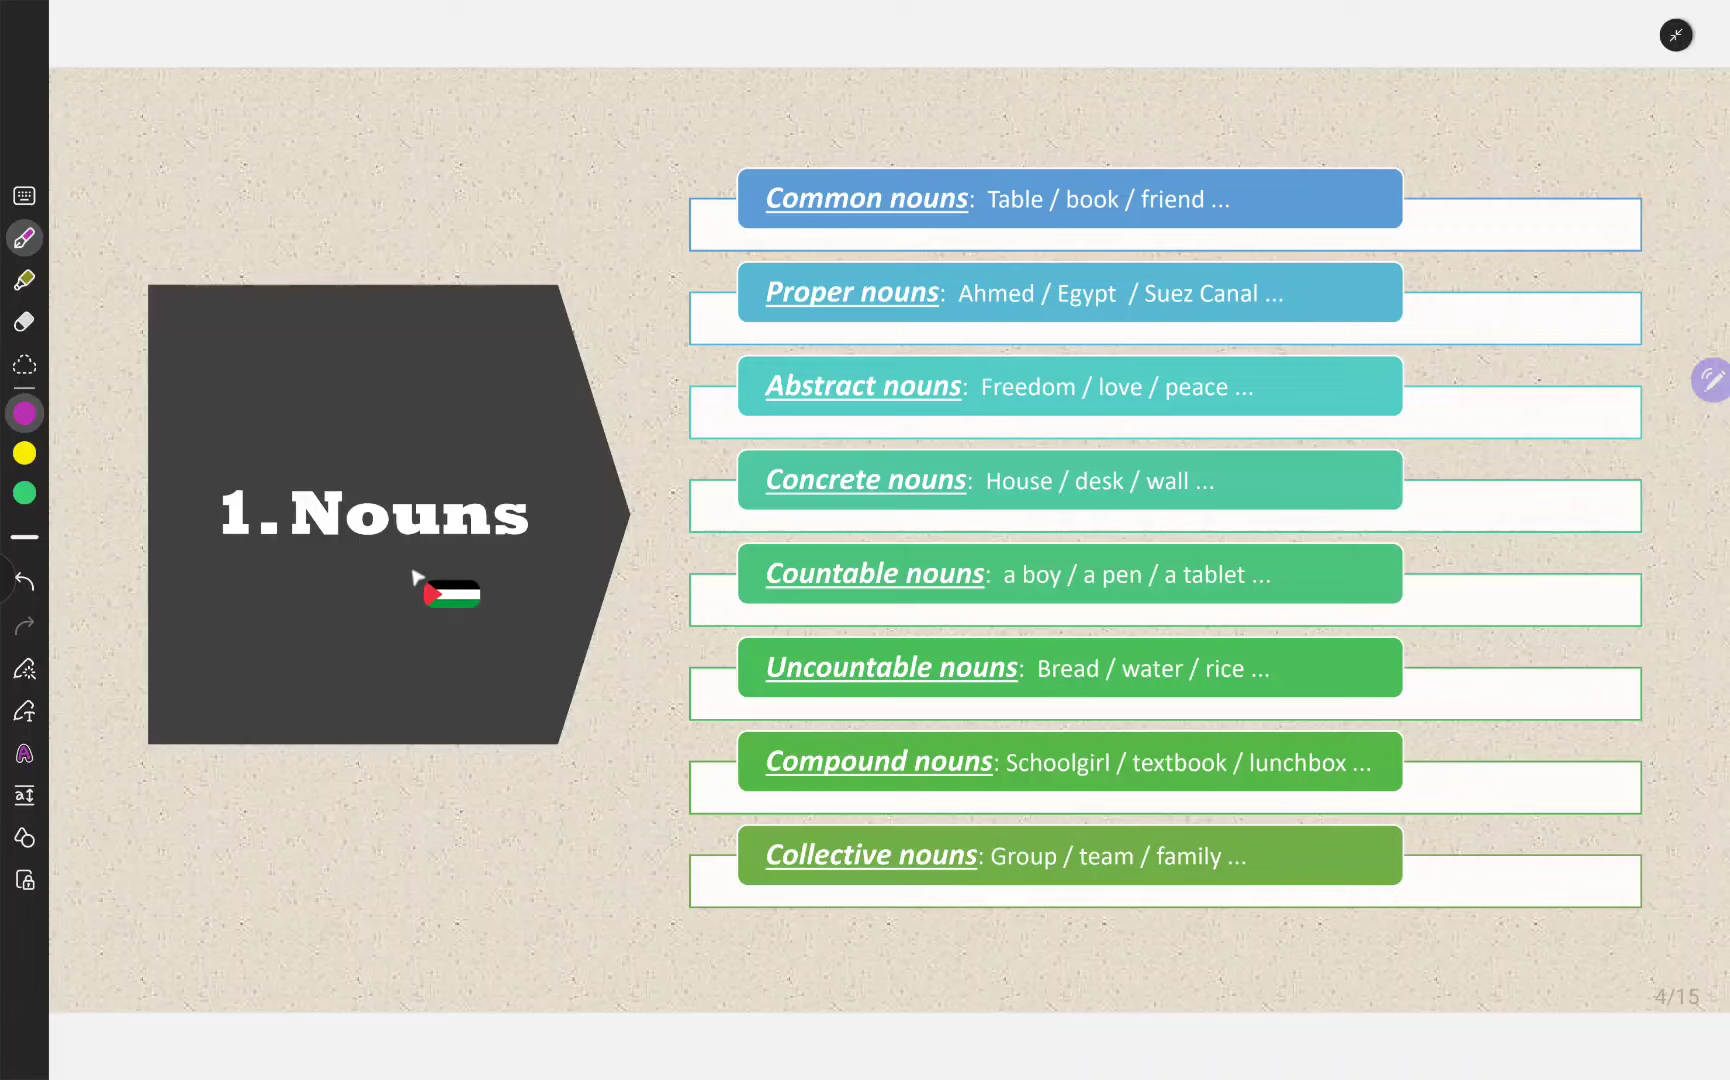 Common nouns: Table / book / friend ...
Proper nouns: Ahmed / Egypt / Suez Canal ...
Abstract nouns: Freedom / love / peace ...
Concrete nouns: House / desk / wall ...
1. Nouns
Countable nouns: a boy / a pen / a tablet ...
Uncountable nouns: Bread / water / rice ...
Compound nouns: Schoolgirl / textbook / lunchbox ...
Collective nouns: Group / team / family ...
4/15